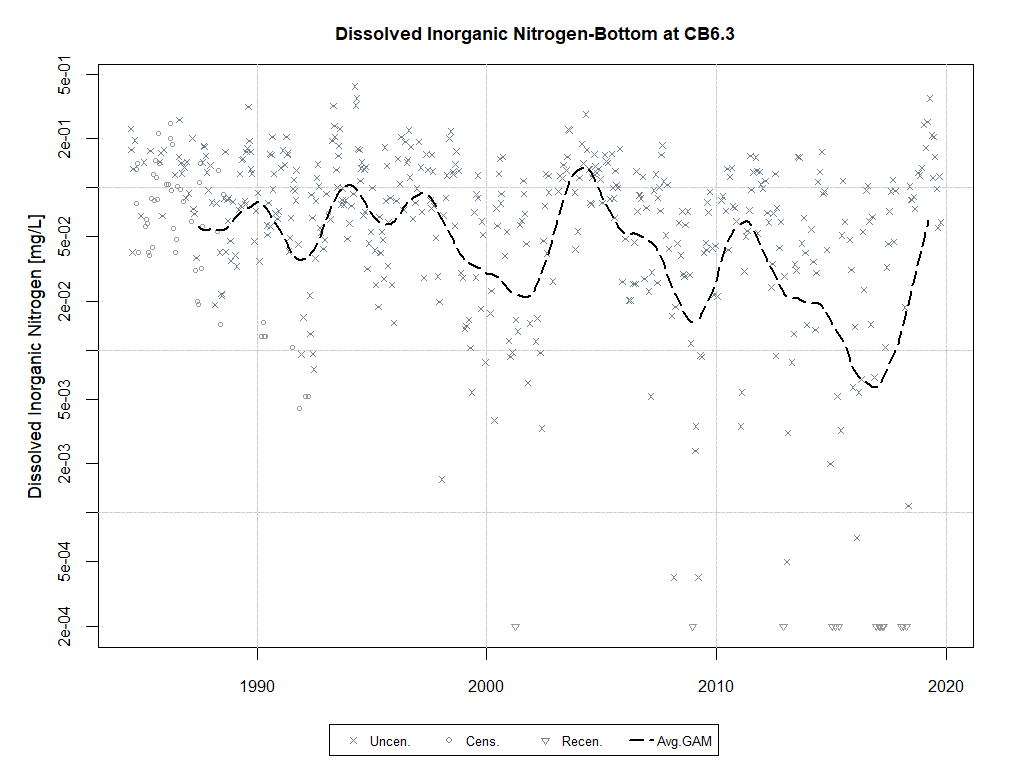 Dissolved Inorganic Nitrogen-Bottom at CB6.3
Dissolved Inorganic Nitrogen [mg/L]
5e-01
2e-01
5e-02
2e-02
5e-03
2e-03
5e-04
2e-04
1990 2000 2010 2020
Uncen. Cens. Recen. Avg.GAM